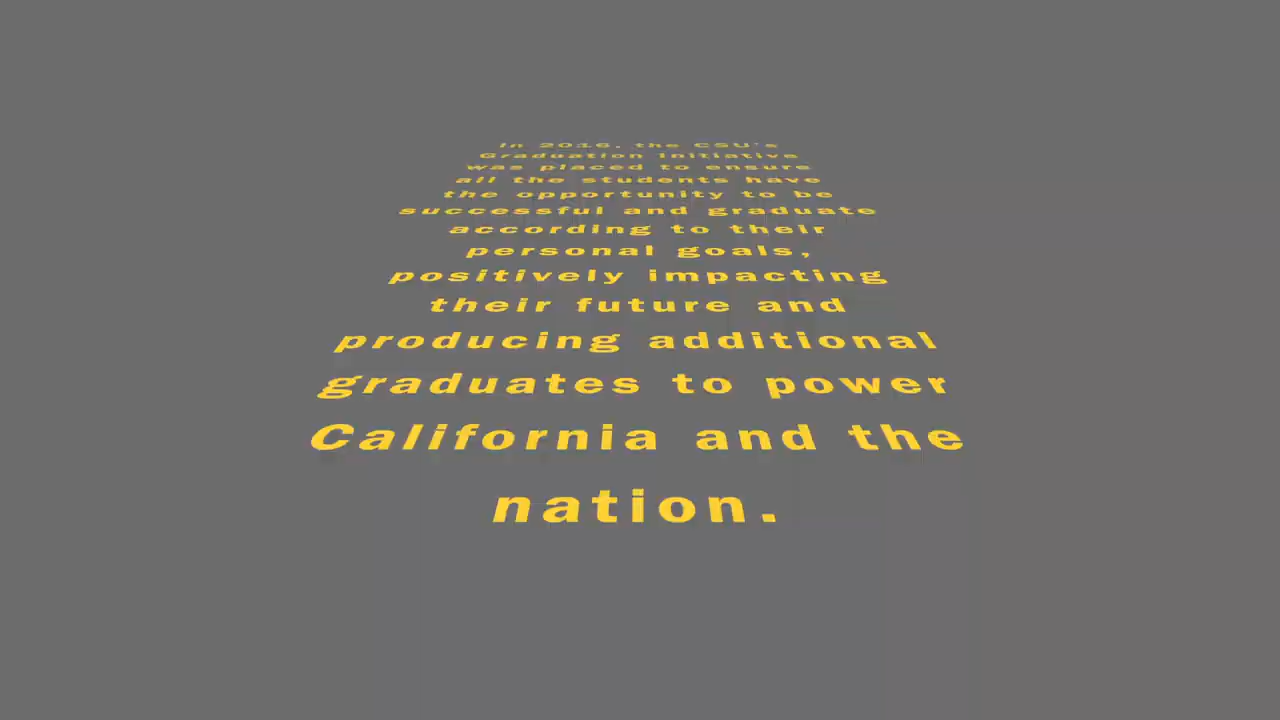 In 2016, the CSU's
Graduation Initiative
was placed to ensure
all the students have
the opportunity to be
successful and graduate
according to their
personal goals,
positively impacting
their future and
producing additional
graduates to power
California and the
nation.